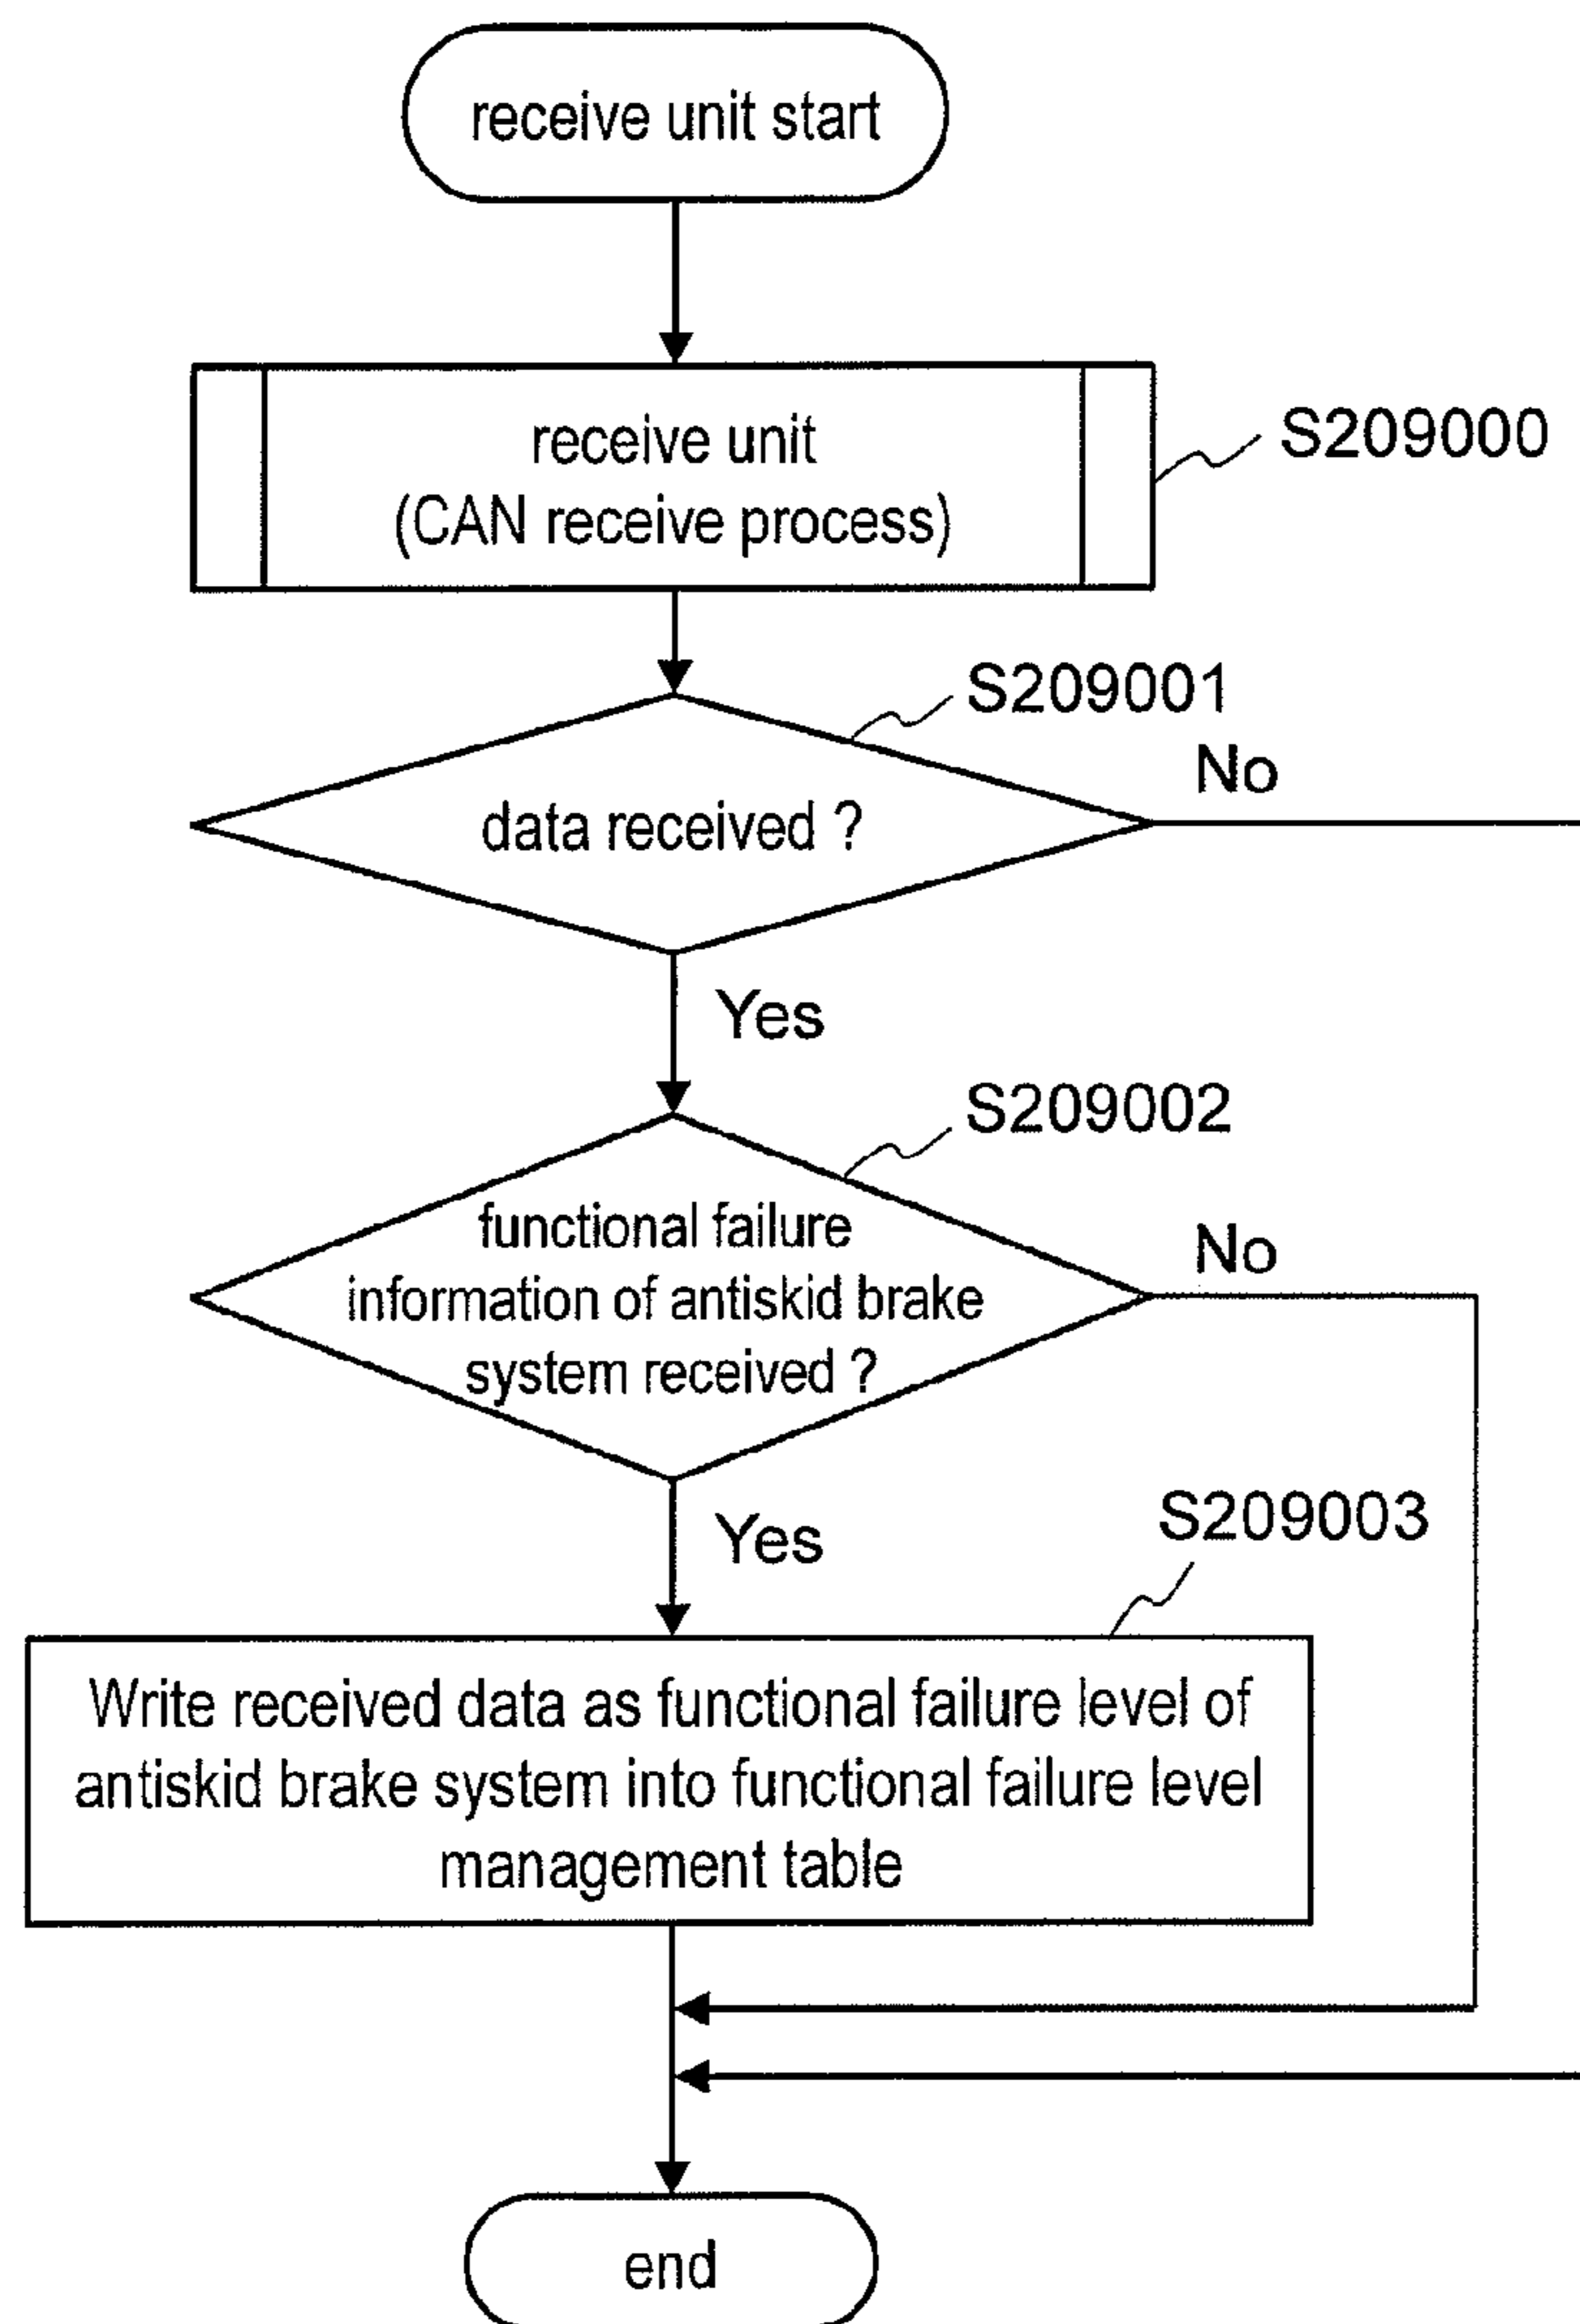 receive unit start
receive unit
(CAN receive process)
S209000
S209001
data received ?
No
Yes
S209002
functional failure
information of antiskid brake
system received ?
No
Yes
S209003
Write received data as functional failure level of
antiskid brake system into functional failure level
management table
end